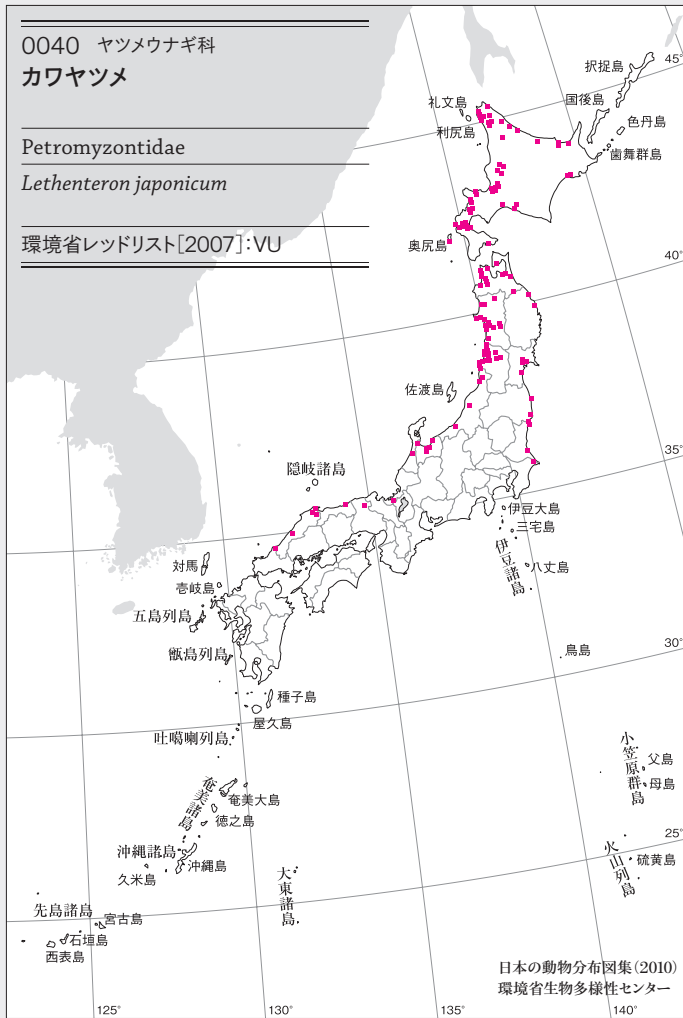 0040 ヤツメウナギ科
カワヤツメ
Petromyzontidae
Lethenteron japonicum
環境省レッドリスト[2007]:VU
択捉島
45°
礼文島
国後島
色丹島
利尻島
歯舞群島
奥尻島
40°
佐渡島
35°
隠岐諸島
伊豆大島
三宅島
伊豆諸島
八丈島
対馬
壱岐島
五島列島
甑島列島
鳥島
30°
種子島
屋久島
吐噶喇列島
小笠原群島
父島
母島
奄美諸島
奄美大島
徳之島
沖縄諸島
沖縄島
久米島
大東諸島
火山列島
硫黄島
25°
先島諸島
宮古島
石垣島
西表島
日本の動物分布図集(2010)
環境省生物多様性センター
125°
130°
135°
140°